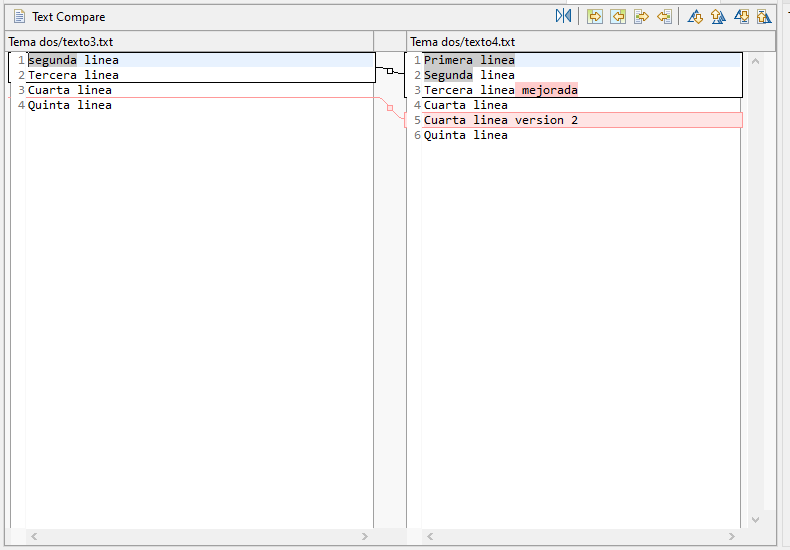 Text Compare
Tema dos/texto3.txt
1 segunda linea
2 Tercera linea
3 Cuarta linea
4 Quinta linea
Tema dos/texto4.txt
1 Primera linea
2 Segunda linea
3 Tercera linea mejorada
4 Cuarta linea
5 Cuarta linea version 2
6 Quinta linea